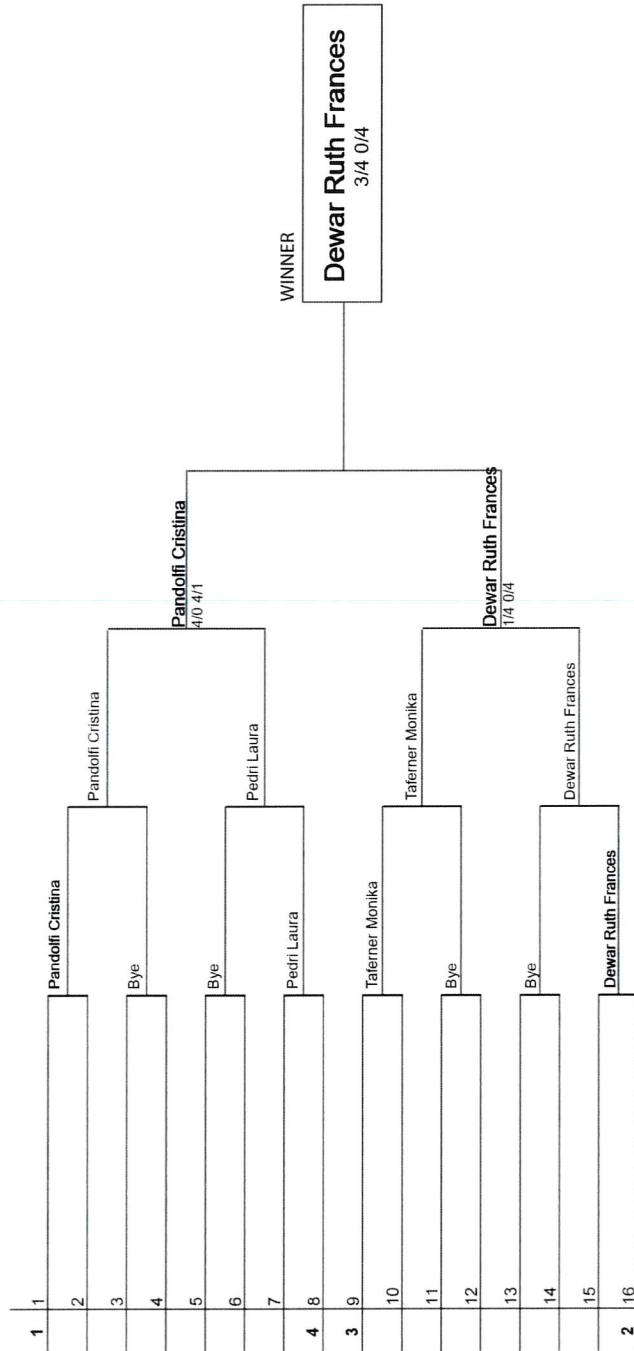 1 1
2
3
4
5
6
7
4 8
3 9
10
11
12
13
14
15
2 16
Pandolfi Cristina
Bye
Bye
Pedri Laura
Taferner Monika
Bye
Bye
Dewar Ruth Frances
Pandolfi Cristina
Pedri Laura
Taferner Monika
Dewar Ruth Frances
Pandolfi Cristina
4/0 4/1
Dewar Ruth Frances
1/4 0/4
WINNER
Dewar Ruth Frances
3/4 0/4